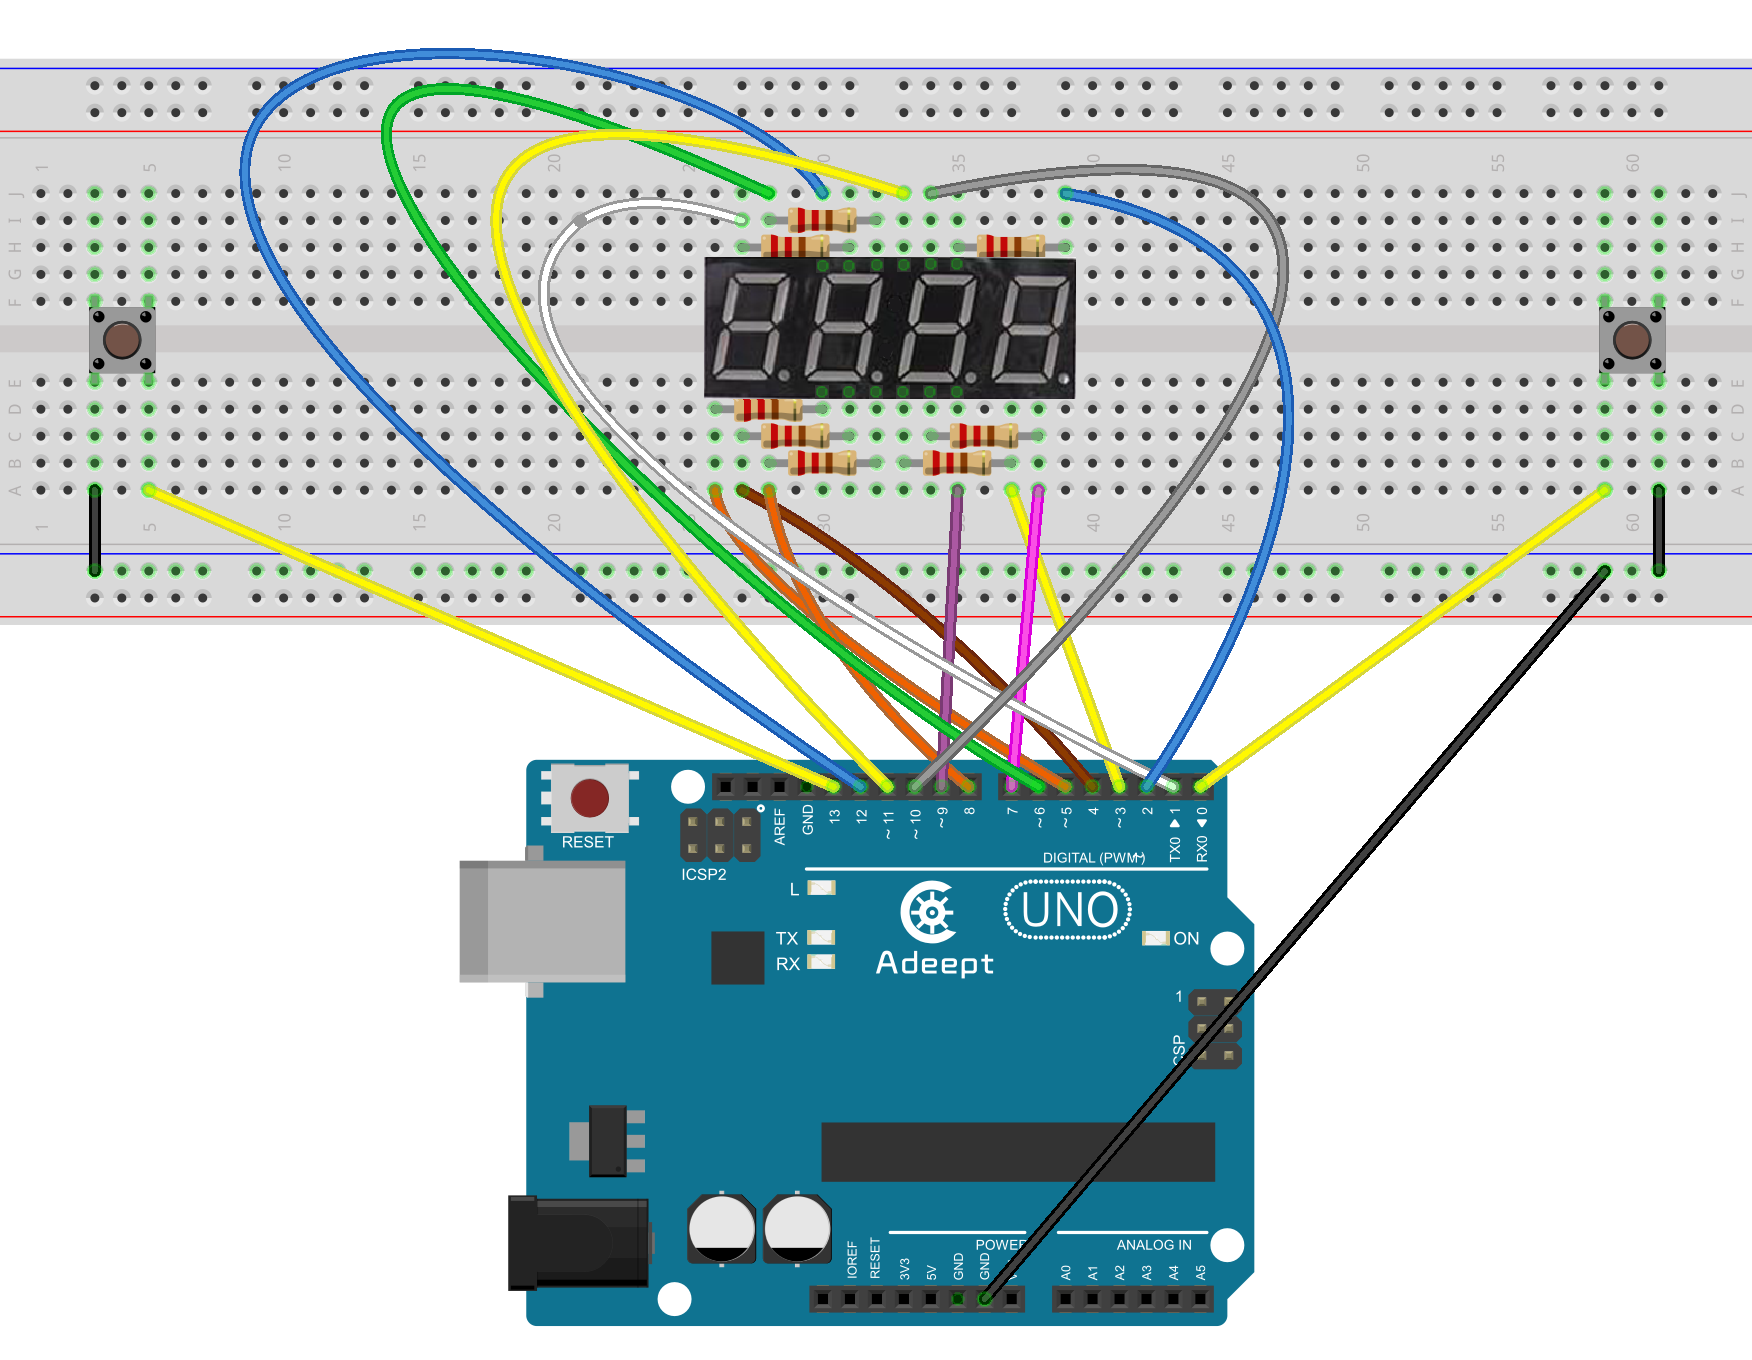 1 5 10 15 20 25 30 35 40 45 50 55 60
J J
I I
H H
G G
F F
E E
D D
C C
B B
A A
1 5 10 15 20 30 35 40 45 50 55 60
RESET
AREF GND 13 12 ~11 ~10 ~9 8 7 ~6 ~5 4 ~3 2 TX0 1 RX0 0
ICSP2
DIGITAL (PWM~)
L
UNO
TX
ON
RX
Adeept
1
ICSP
POWER ANALOG IN
IOREF RESET 3V3 5V GND GND A0 A1 A2 A3 A4 A5